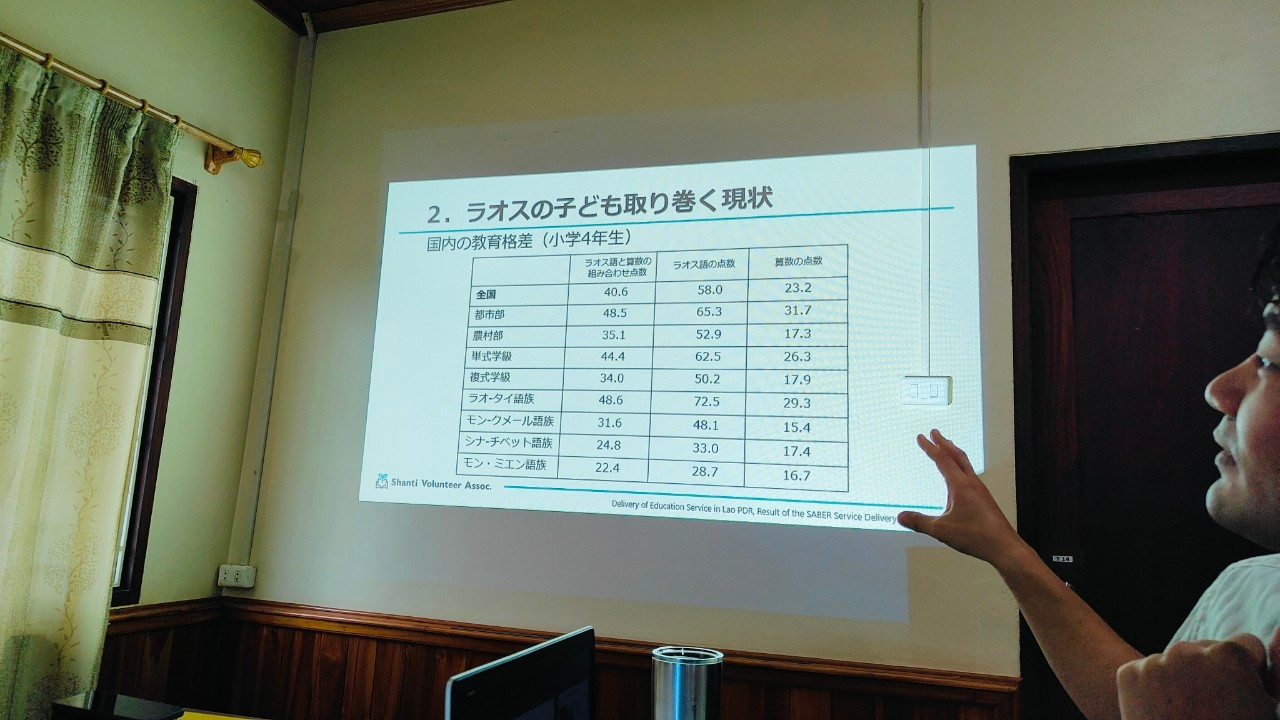 2. ラオスの子ども取り巻く現状
国内の教育格差（小学4年生）
ラオス語と算数の組み合わせ点数 ラオス語の点数 算数の点数
全国 40.6 58.0 23.2
都市部 48.5 65.3 31.7
農村部 35.1 52.9 17.3
単式学級 44.4 62.5 26.3
複式学級 34.0 50.2 17.9
ラオ-タイ語族 48.6 72.5 29.3
モン-クメール語族 31.6 48.1 15.4
シナ-チベット語族 24.8 33.0 17.4
モン・ミエン語族 22.4 28.7 16.7
Shanti Volunteer Assoc.
Delivery of Education Service in Lao PDR, Result of the SABER Service Delivery